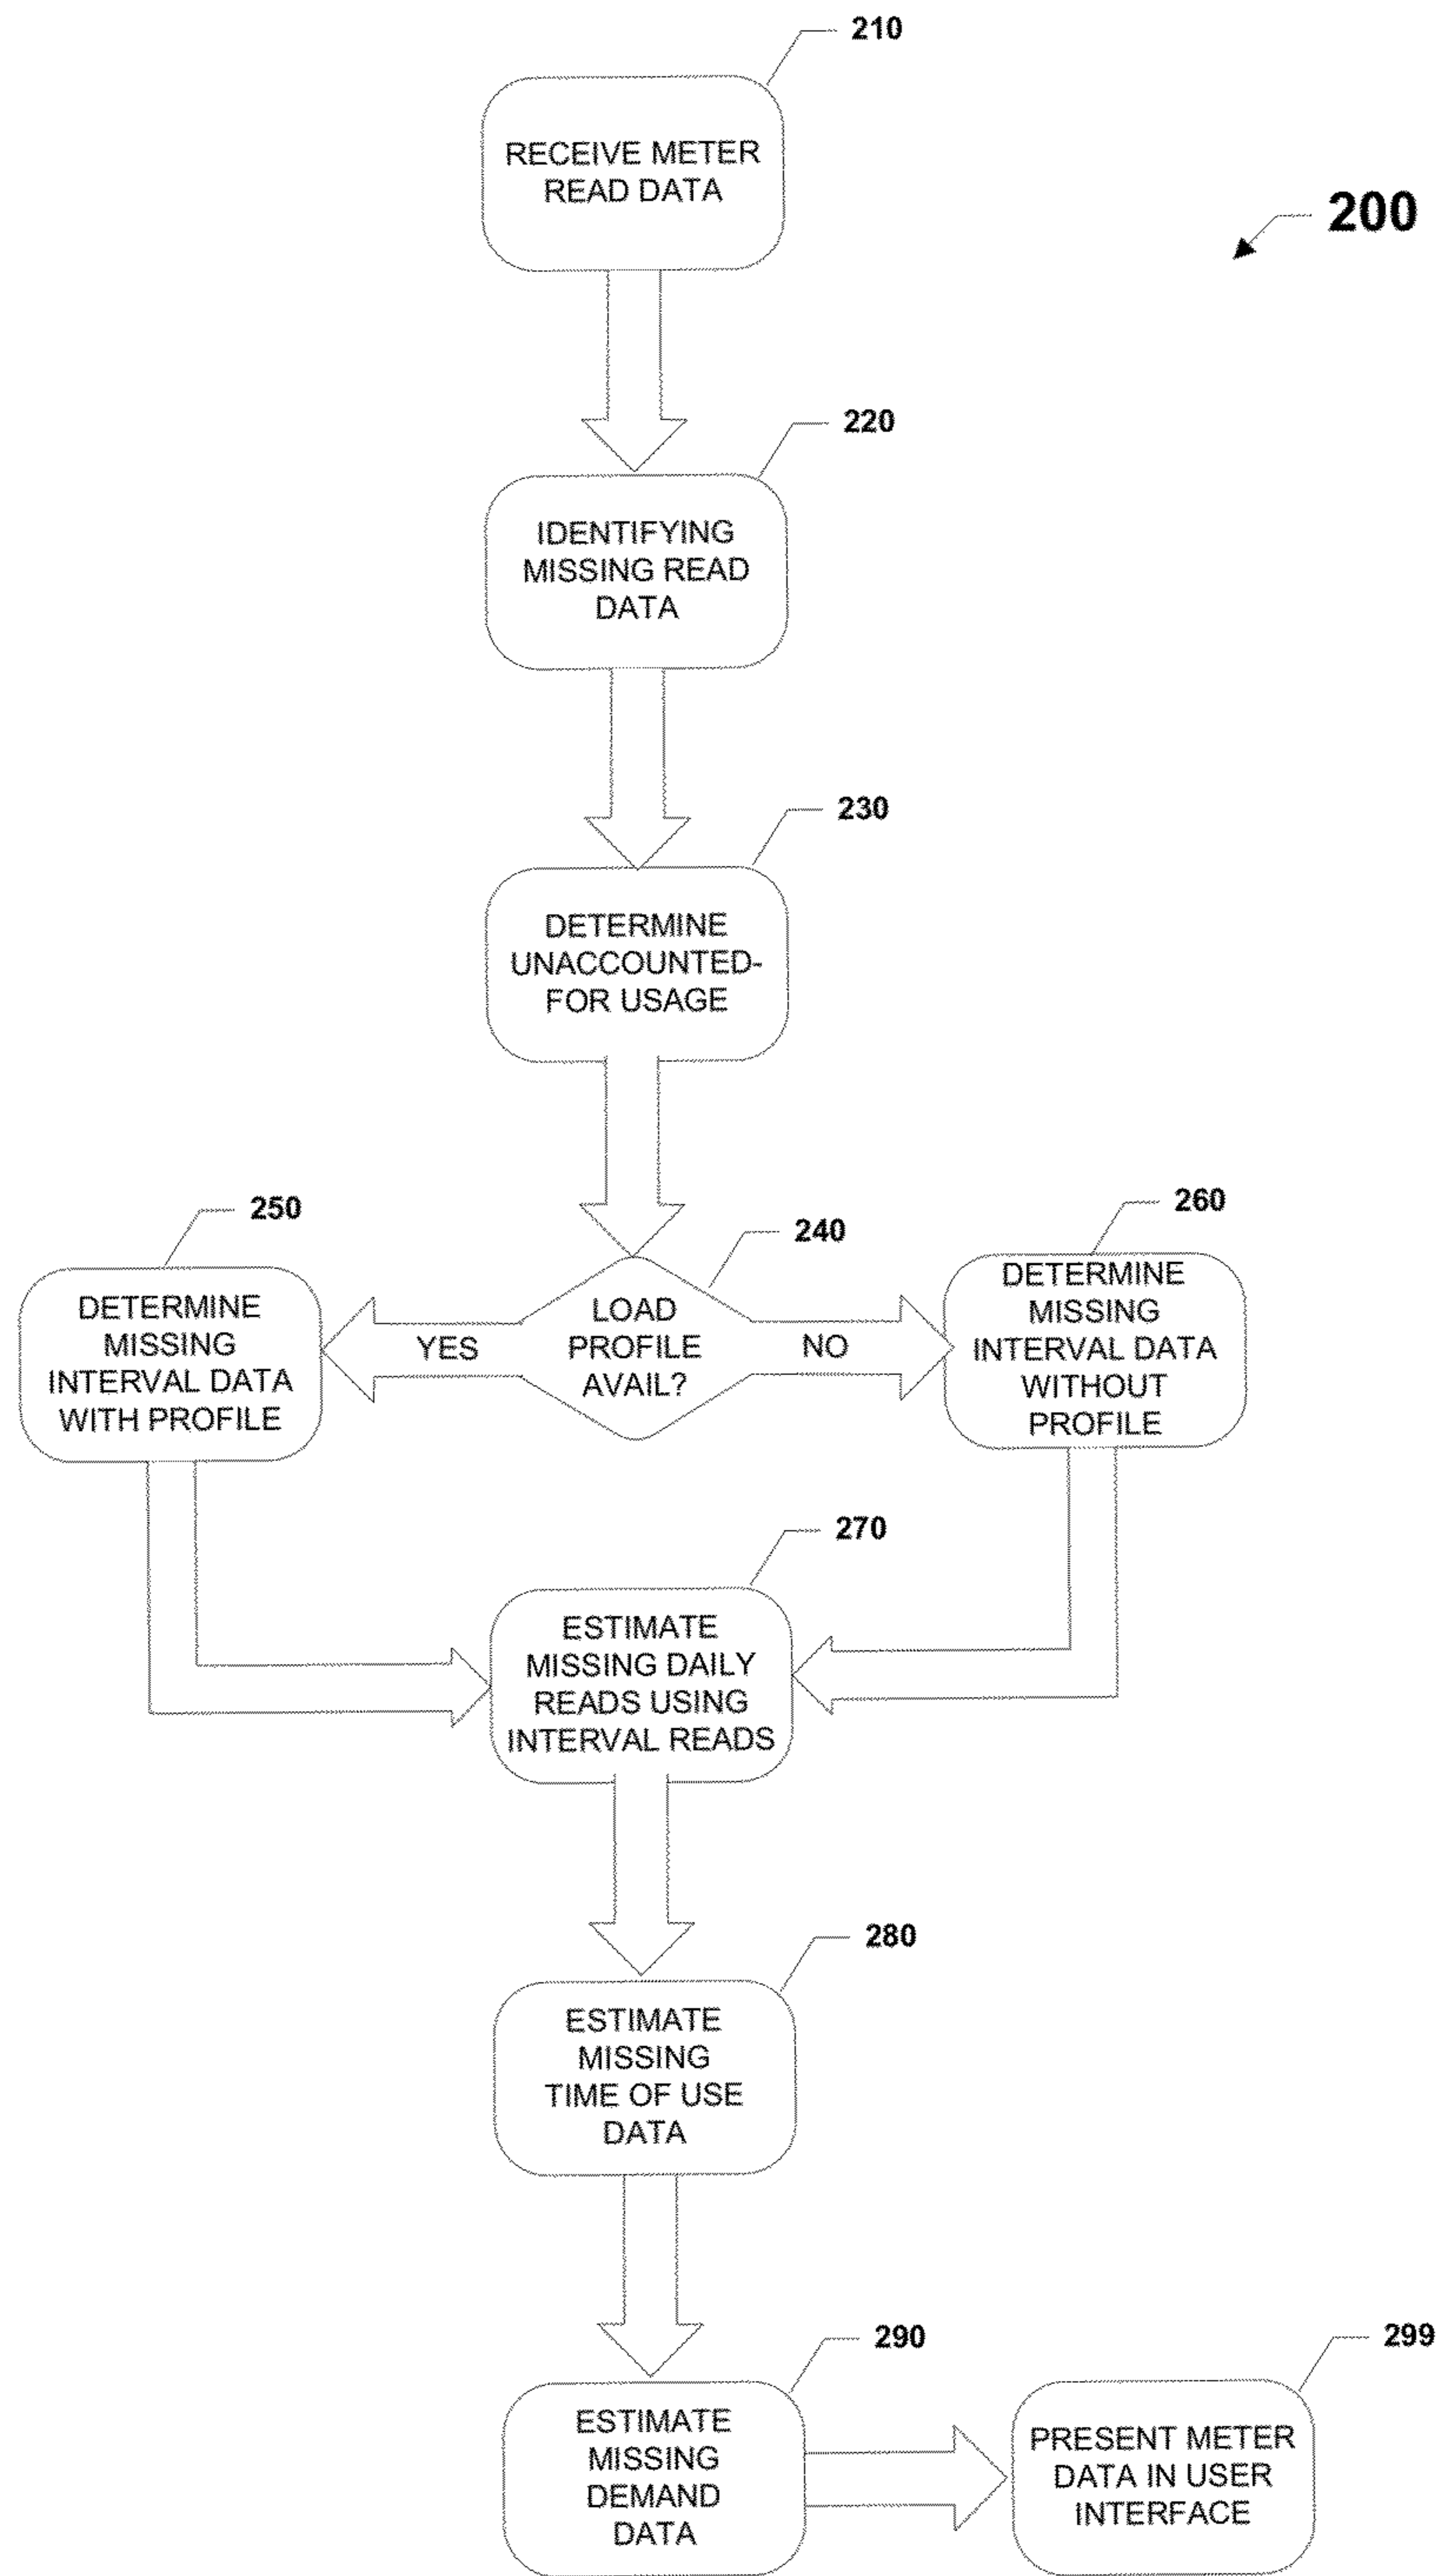 210
RECEIVE METER
READ DATA
200
220
IDENTIFYING
MISSING READ
DATA
230
DETERMINE
UNACCOUNTED-
FOR USAGE
250
DETERMINE
MISSING
INTERVAL DATA
WITH PROFILE
YES
240
LOAD
PROFILE
AVAIL?
NO
260
DETERMINE
MISSING
INTERVAL DATA
WITHOUT
PROFILE
270
ESTIMATE
MISSING DAILY
READS USING
INTERVAL READS
280
ESTIMATE
MISSING
TIME OF USE
DATA
290
ESTIMATE
MISSING
DEMAND
DATA
299
PRESENT METER
DATA IN USER
INTERFACE